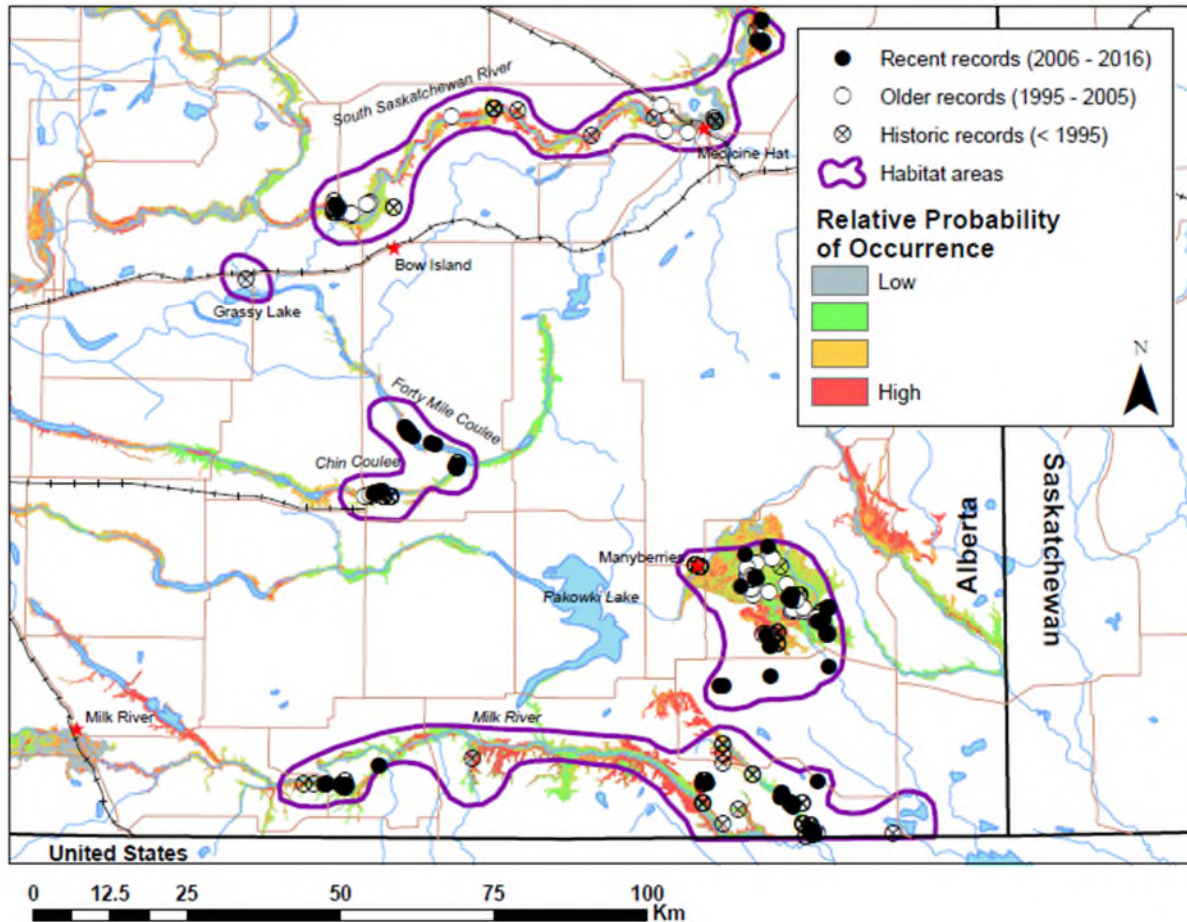 South Saskatchewan River
Medicine Hat
Bow Island
Grassy Lake
Forty Mile Coulee
Chin Coulee
Manyberries
Pakowki Lake
Milk River
Milk River
Alberta
Saskatchewan
United States
Recent records (2006 - 2016)
Older records (1995 - 2005)
Historic records (< 1995)
Habitat areas
Relative Probability
of Occurrence
Low
High
N
0 12.5 25 50 75 100
Km